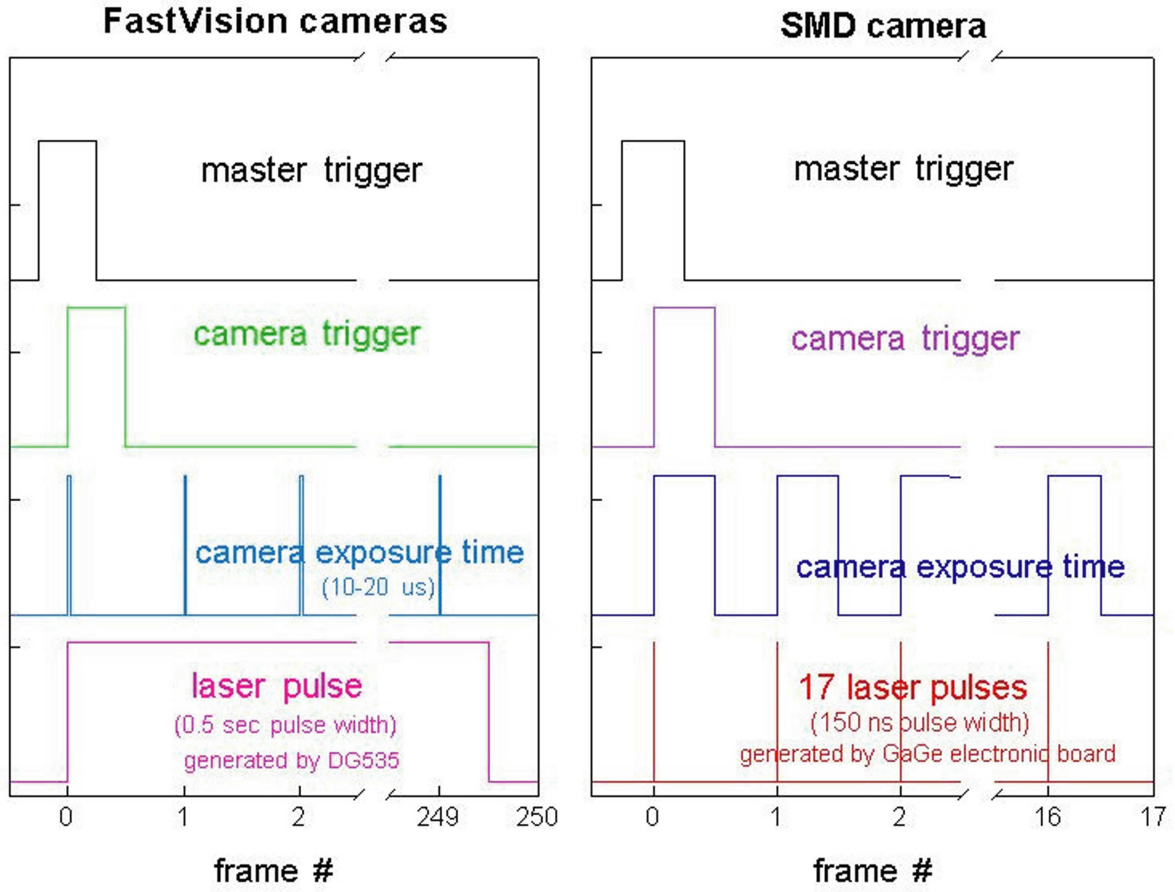 FastVision cameras
master trigger
camera trigger
camera exposure time
(10-20 us)
laser pulse
(0.5 sec pulse width)
generated by DG535
0 1 2 249 250
frame #
SMD camera
master trigger
camera trigger
camera exposure time
17 laser pulses
(150 ns pulse width)
generated by GaGe electronic board
0 1 2 16 17
frame #